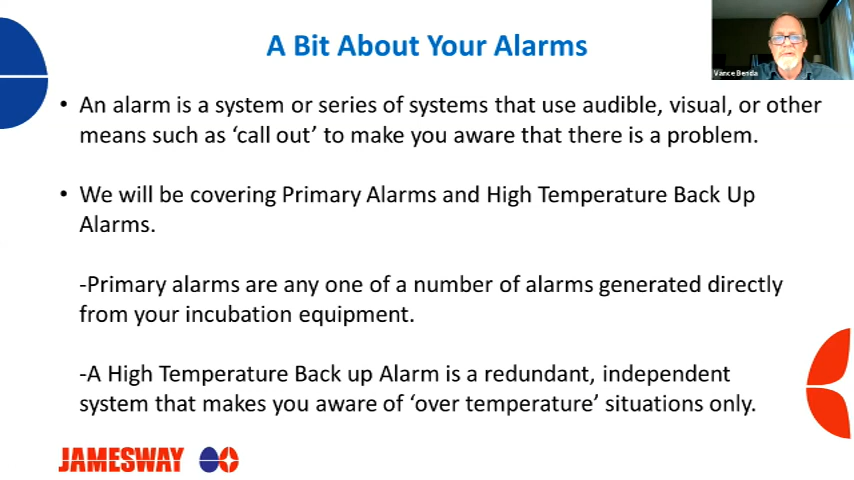 A Bit About Your Alarms
Vance Benda
• An alarm is a system or series of systems that use audible, visual, or other
means such as ‘call out’ to make you aware that there is a problem.
• We will be covering Primary Alarms and High Temperature Back Up
Alarms.
-Primary alarms are any one of a number of alarms generated directly
from your incubation equipment.
-A High Temperature Back up Alarm is a redundant, independent
system that makes you aware of ‘over temperature’ situations only.
JAMESWAY